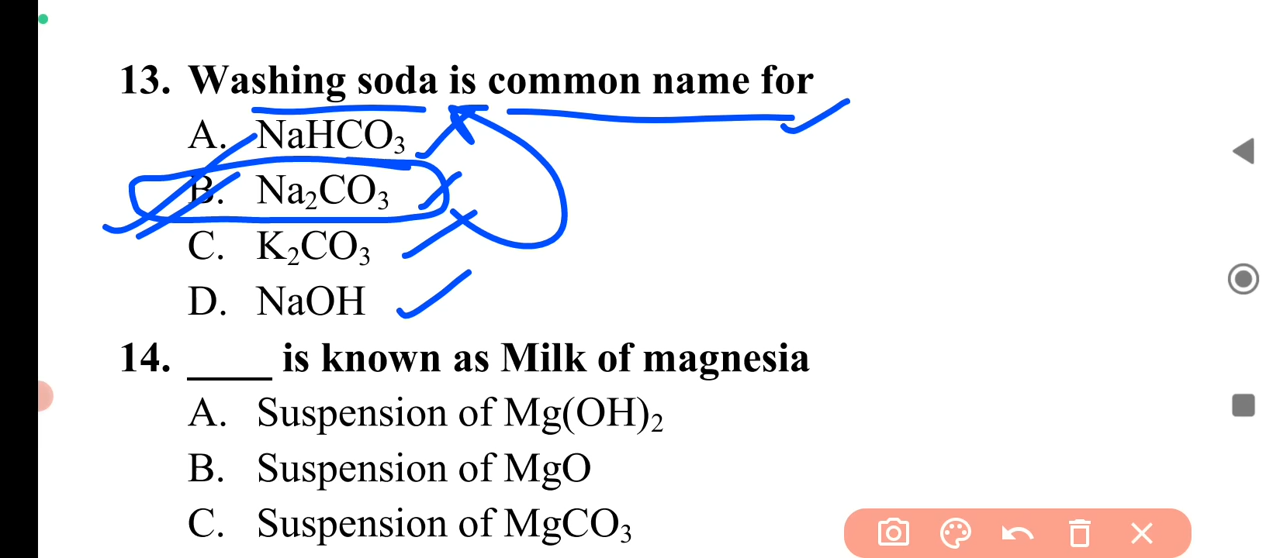 13. Washing soda is common name for
A. NaHCO₃
B. Na₂CO₃
C. K₂CO₃
D. NaOH
14. ____ is known as Milk of magnesia
A. Suspension of Mg(OH)₂
B. Suspension of MgO
C. Suspension of MgCO₃